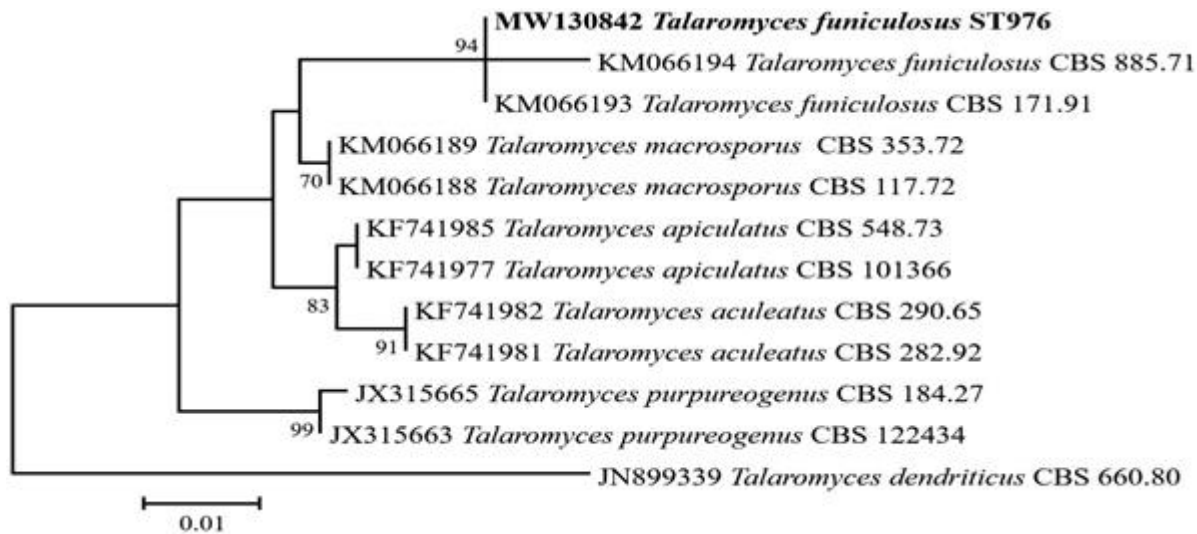 MW130842 Talaromyces funiculosus ST976
94
KM066194 Talaromyces funiculosus CBS 885.71
KM066193 Talaromyces funiculosus CBS 171.91
KM066189 Talaromyces macrosporus CBS 353.72
70
KM066188 Talaromyces macrosporus CBS 117.72
KF741985 Talaromyces apiculatus CBS 548.73
KF741977 Talaromyces apiculatus CBS 101366
83
KF741982 Talaromyces aculeatus CBS 290.65
91
KF741981 Talaromyces aculeatus CBS 282.92
JX315665 Talaromyces purpureogenus CBS 184.27
99
JX315663 Talaromyces purpureogenus CBS 122434
JN899339 Talaromyces dendriticus CBS 660.80
0.01